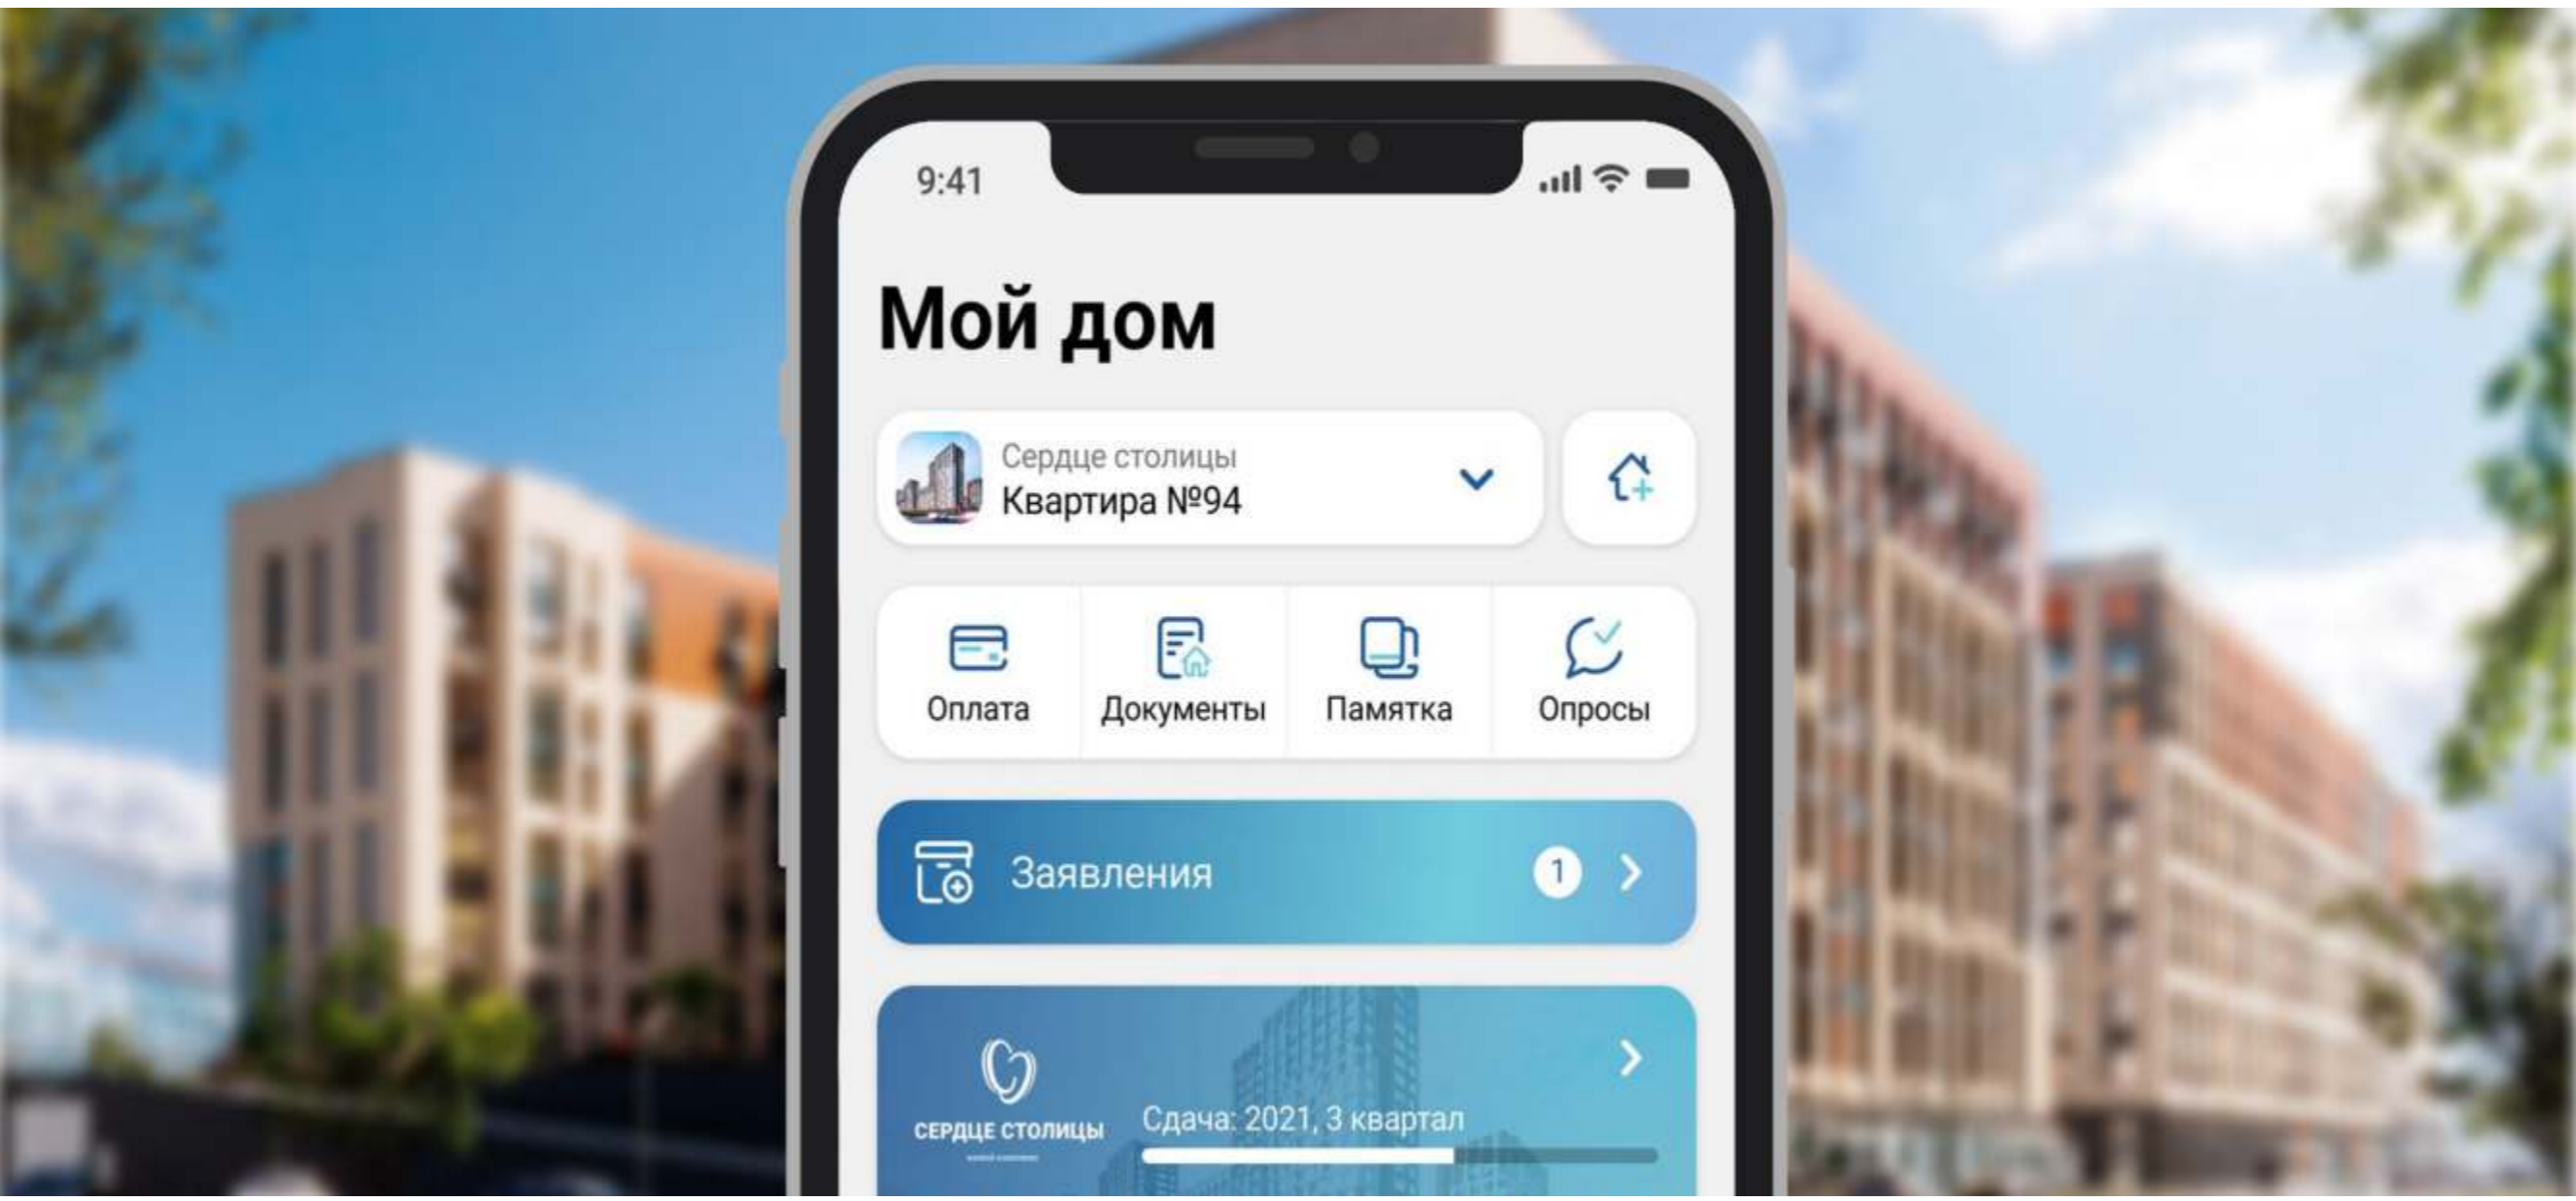 9:41
Мой дом
Сердце столицы
Квартира №94
Оплата
Документы
Памятка
Опросы
Заявления
1
СЕРДЦЕ СТОЛИЦЫ
Сдача: 2021, 3 квартал